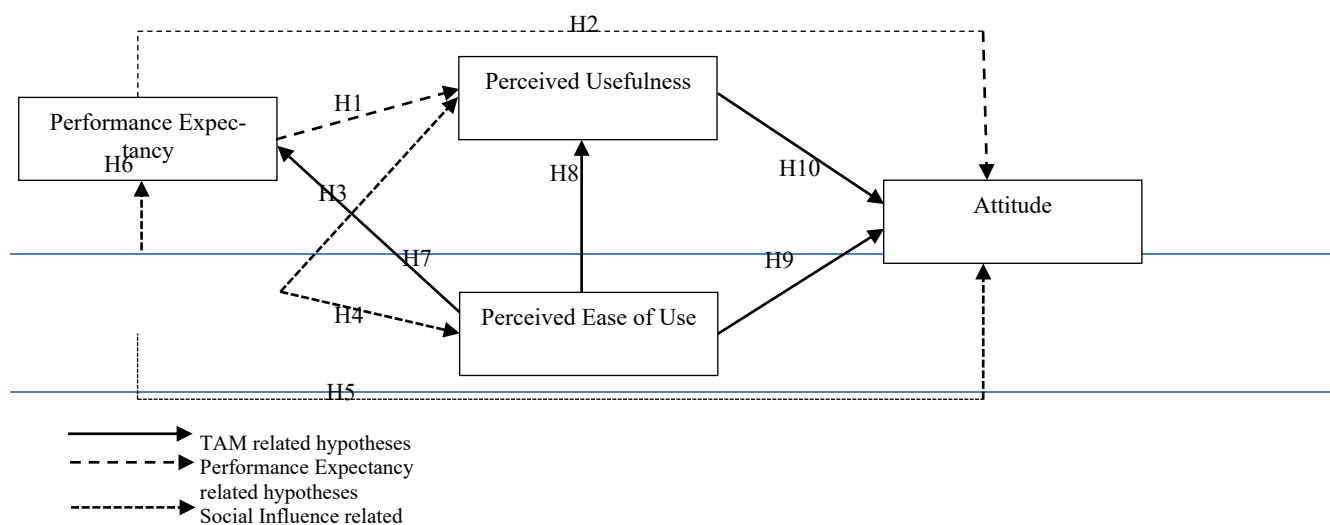 H2
Perceived Usefulness
H1
Performance Expec-
tancy
H6
H8
H10
H3
Attitude
H7
H9
H4
Perceived Ease of Use
H5
TAM related hypotheses
Performance Expectancy
related hypotheses
Social Influence related